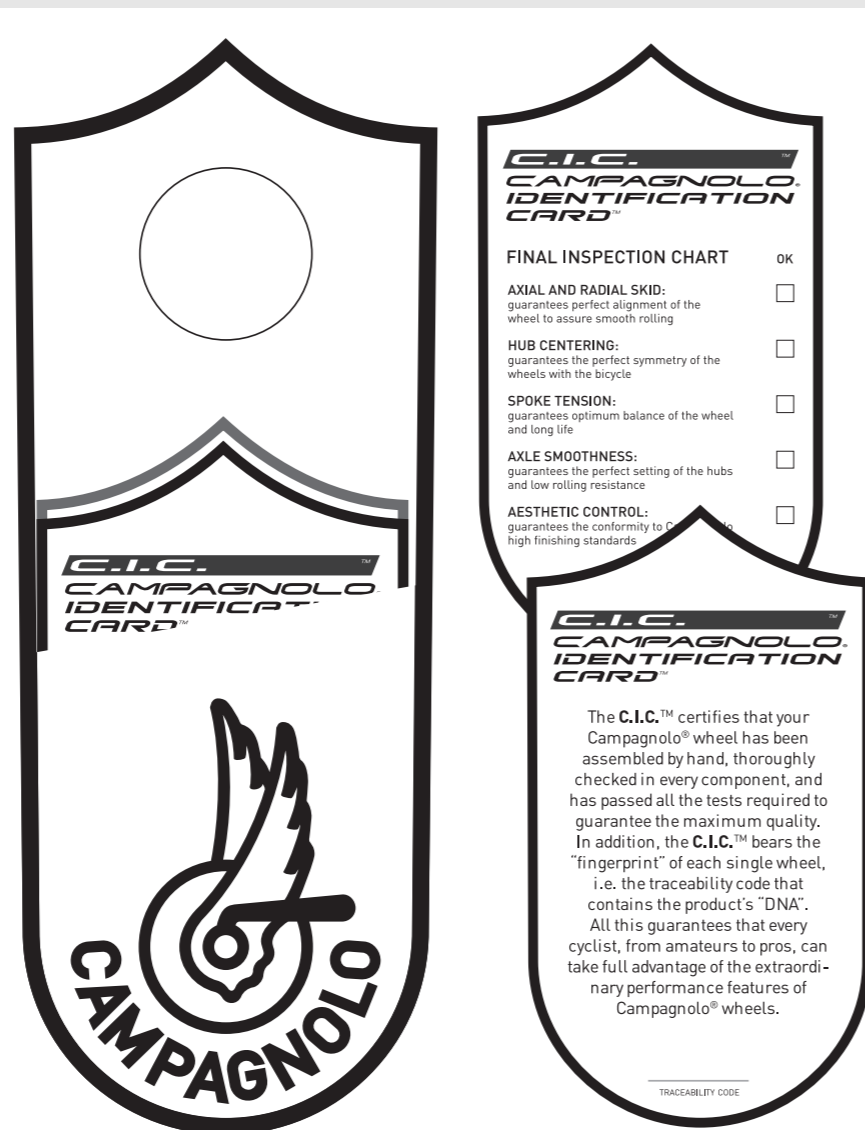 C.I.C.™
CAMPAGNOLO
CARD™
CAMPAGNOLO
C.I.C.™
CAMPAGNOLO®
IDENTIFICATION
CARD™
FINAL INSPECTION CHART OK
AXIAL AND RADIAL SKID:
guarantees perfect alignment of the
wheel to assure smooth rolling
HUB CENTERING:
guarantees the perfect symmetry of the
wheels with the bicycle
SPOKE TENSION:
guarantees optimum balance of the wheel
and long life
AXLE SMOOTHNESS:
guarantees the perfect setting of the hubs
and low rolling resistance
AESTHETIC CONTROL:
guarantees the conformity to
high finishing standards
C.I.C.™
CAMPAGNOLO®
IDENTIFICATION
CARD™
The C.I.C.™ certifies that your
Campagnolo® wheel has been
assembled by hand, thoroughly
checked in every component, and
has passed all the tests required to
guarantee the maximum quality.
In addition, the C.I.C.™ bears the
“fingerprint” of each single wheel,
i.e. the traceability code that
contains the product's “DNA”.
All this guarantees that every
cyclist, from amateurs to pros, can
take full advantage of the extraordi-
nary performance features of
Campagnolo® wheels.
TRACEABILITY CODE